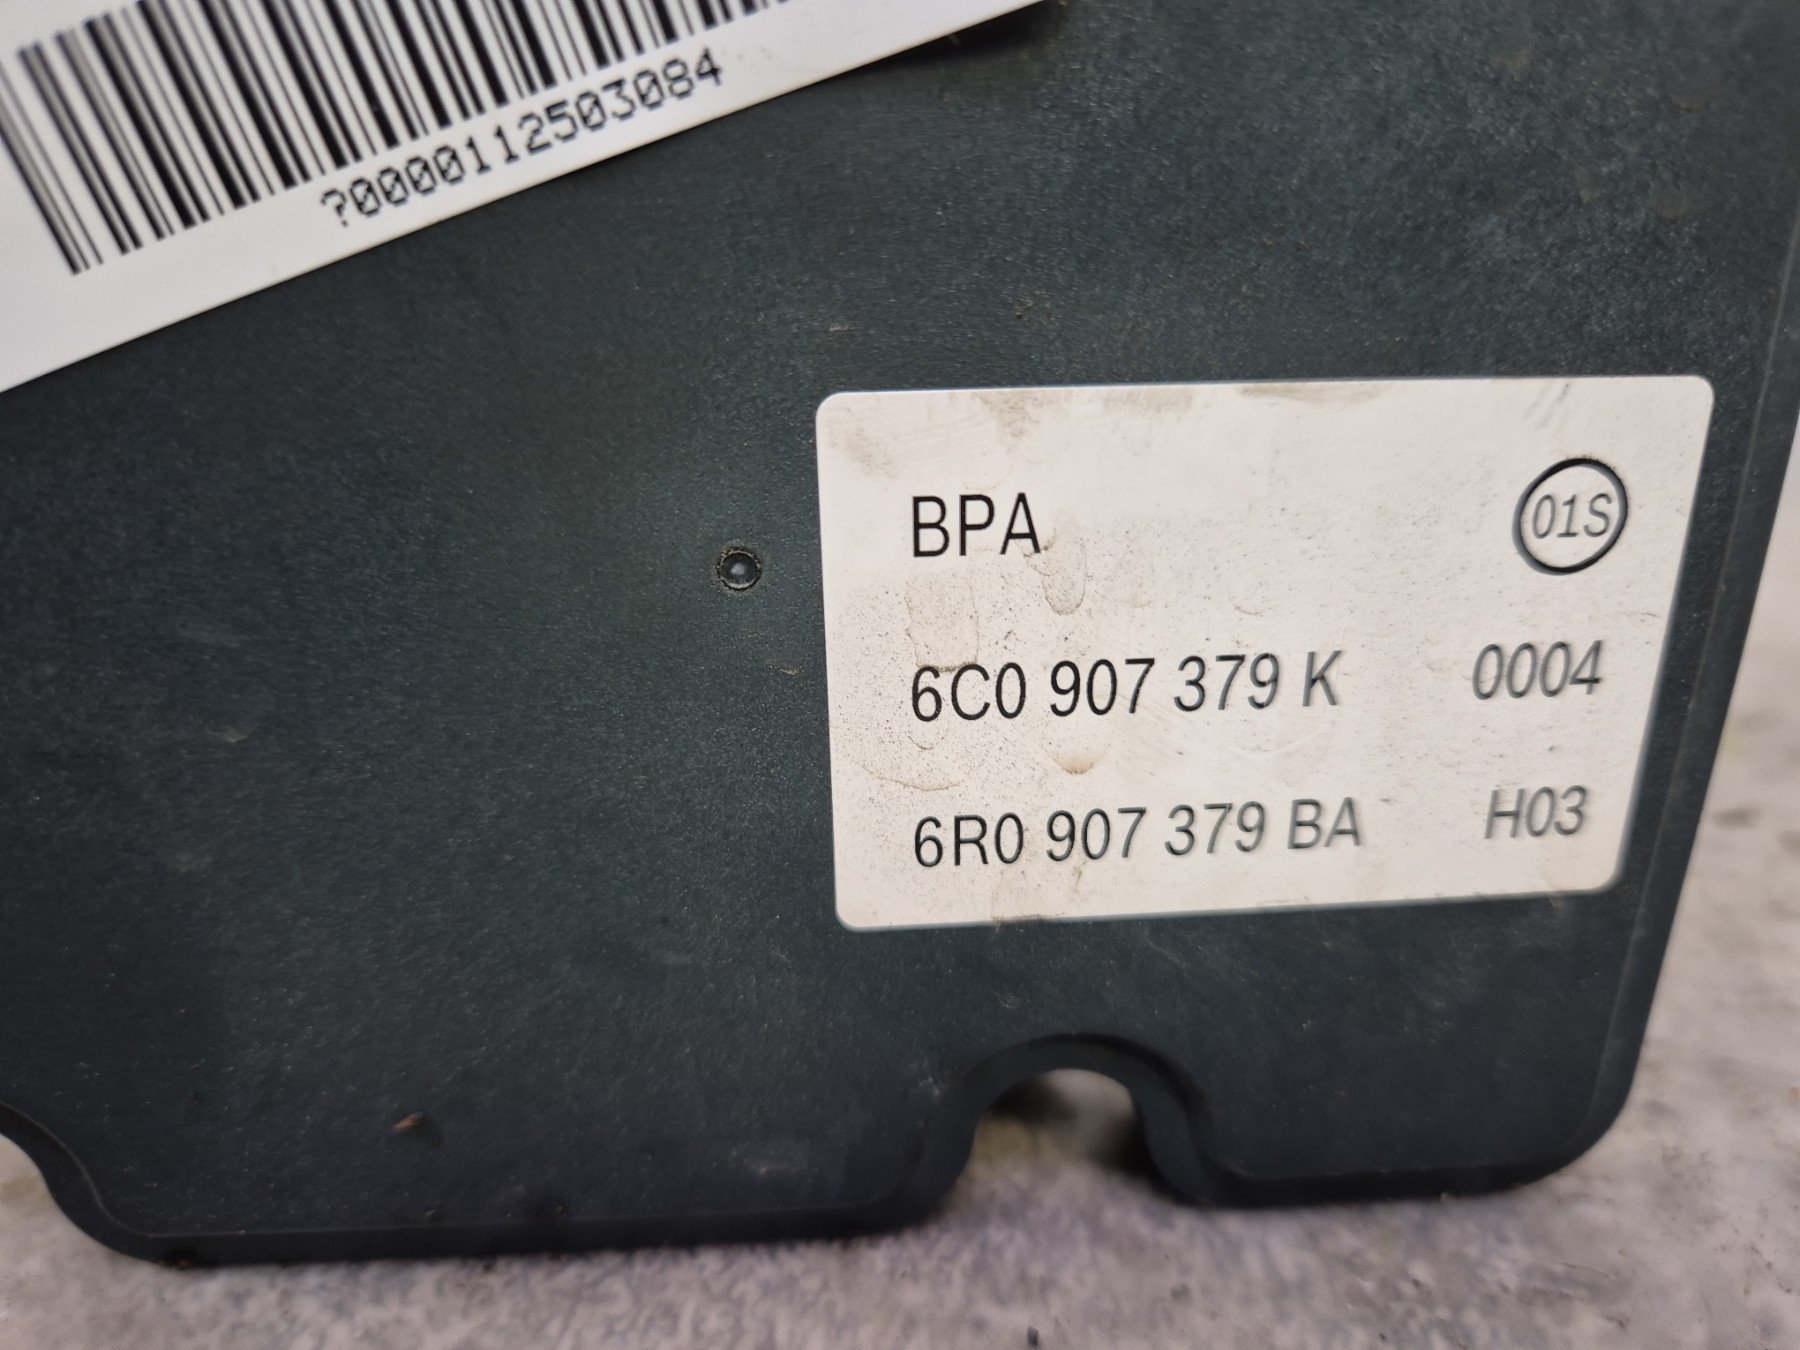 ?0000112503084
BPA 01S
6C0 907 379 K 0004
6R0 907 379 BA H03